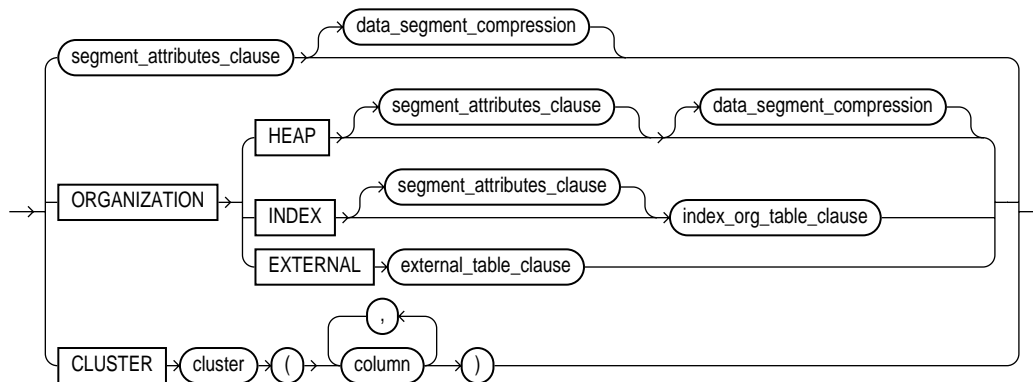 data_segment_compression
segment_attributes_clause
segment_attributes_clause data_segment_compression
HEAP
segment_attributes_clause
ORGANIZATION
INDEX index_org_table_clause
EXTERNAL external_table_clause
,
CLUSTER cluster ( column )